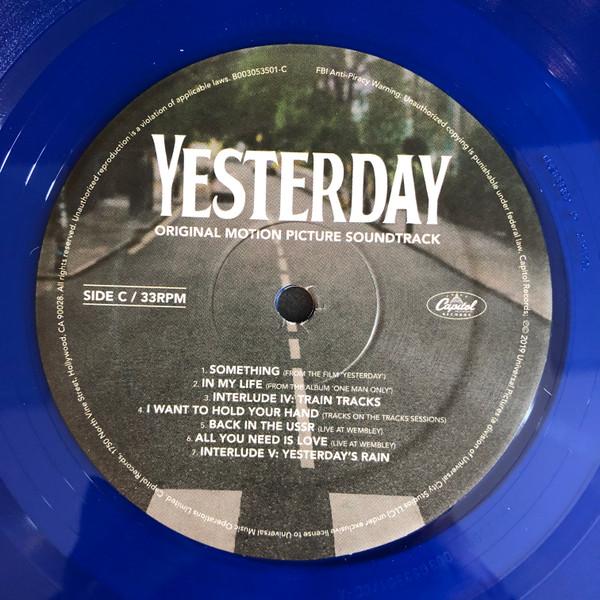 YESTERDAY
ORIGINAL MOTION PICTURE SOUNDTRACK
SIDE C / 33RPM
Capitol
RECORDS
1. SOMETHING (FROM THE FILM 'YESTERDAY')
2. IN MY LIFE (FROM THE ALBUM 'ONE MAN ONLY')
3. INTERLUDE IV: TRAIN TRACKS
4. I WANT TO HOLD YOUR HAND (TRACKS ON THE TRACKS SESSIONS)
5. BACK IN THE USSR (LIVE AT WEMBLEY)
6. ALL YOU NEED IS LOVE (LIVE AT WEMBLEY)
7. INTERLUDE V: YESTERDAY'S RAIN
FBI Anti-Piracy Warning: Unauthorized copying is punishable under federal law. Capitol Records; ℗© 2019 Universal Pictures (a division of Universal City Studios LLC) under exclusive license to Universal Music Operations Limited. Capitol Records, 1750 North Vine Street, Hollywood, CA 90028. All rights reserved. Unauthorized reproduction is a violation of applicable laws. B003053501-C